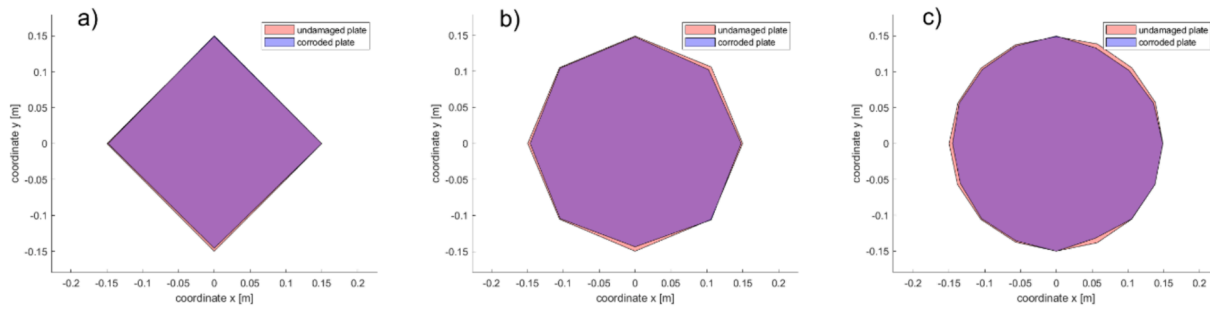 a)
undamaged plate
corroded plate
0.15
0.1
0.05
0
-0.05
-0.1
-0.15
coordinate y [m]
-0.2 -0.15 -0.1 -0.05 0 0.05 0.1 0.15 0.2
coordinate x [m]
b)
undamaged plate
corroded plate
0.15
0.1
0.05
0
-0.05
-0.1
-0.15
coordinate y [m]
-0.2 -0.15 -0.1 -0.05 0 0.05 0.1 0.15 0.2
coordinate x [m]
c)
undamaged plate
corroded plate
0.15
0.1
0.05
0
-0.05
-0.1
-0.15
coordinate y [m]
-0.2 -0.15 -0.1 -0.05 0 0.05 0.1 0.15 0.2
coordinate x [m]